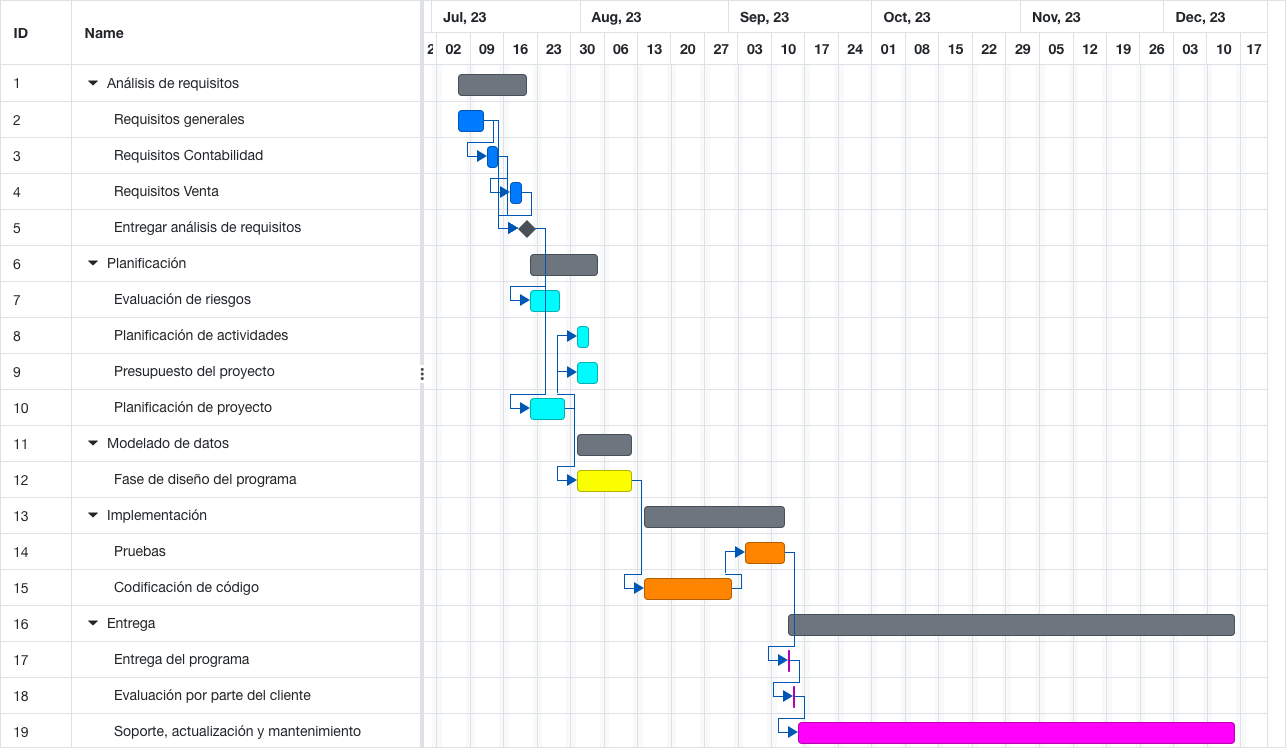 ID Name Jul, 23 Aug, 23 Sep, 23 Oct, 23 Nov, 23 Dec, 23
02 09 16 23 30 06 13 20 27 03 10 17 24 01 08 15 22 29 05 12 19 26 03 10 17
1 Análisis de requisitos
2 Requisitos generales
3 Requisitos Contabilidad
4 Requisitos Venta
5 Entregar análisis de requisitos
6 Planificación
7 Evaluación de riesgos
8 Planificación de actividades
9 Presupuesto del proyecto
10 Planificación de proyecto
11 Modelado de datos
12 Fase de diseño del programa
13 Implementación
14 Pruebas
15 Codificación de código
16 Entrega
17 Entrega del programa
18 Evaluación por parte del cliente
19 Soporte, actualización y mantenimiento